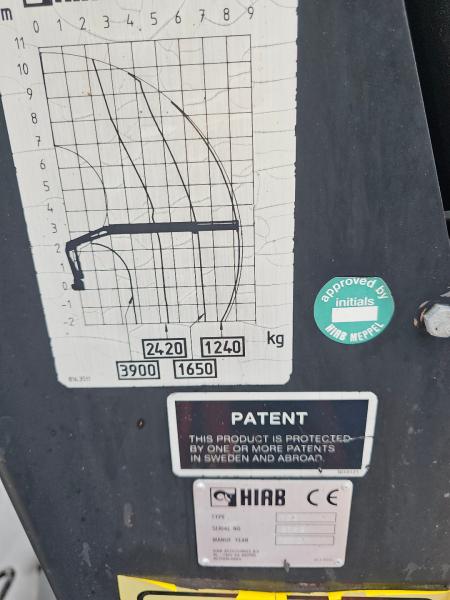 HIAB
m 0 1 2 3 4 5 6 7 8 9
11
10
9
8
7
6
5
4
3
2
1
0
-1
-2
2420 1240 kg
3900 1650
approved by
initials
HIAB MEPPEL
PATENT
THIS PRODUCT IS PROTECTED
BY ONE OR MORE PATENTS
IN SWEDEN AND ABROAD.
HIAB CE
TYPE
SERIAL NO
MANUF YEAR